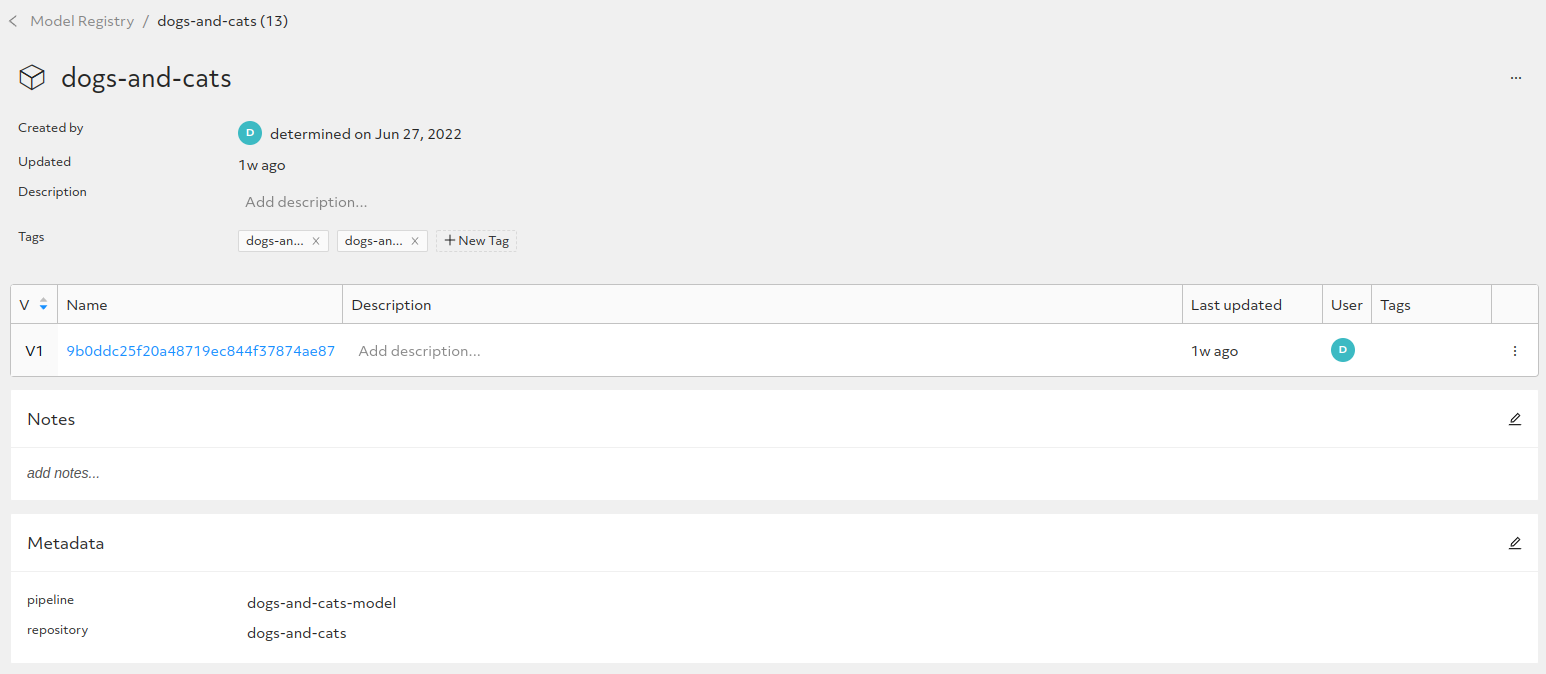 Model Registry / dogs-and-cats (13)
dogs-and-cats
...
Created by D determined on Jun 27, 2022
Updated 1w ago
Description Add description...
Tags dogs-an... x dogs-an... x + New Tag
V Name Description Last updated User Tags
V1 9b0ddc25f20a48719ec844f37874ae87 Add description... 1w ago D
Notes
add notes...
Metadata
pipeline dogs-and-cats-model
repository dogs-and-cats